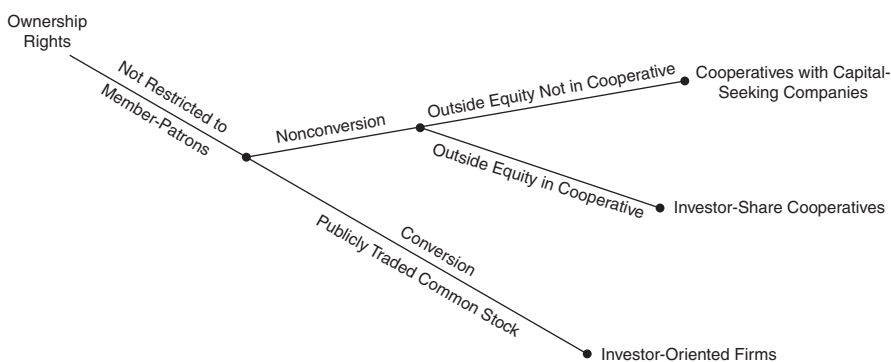 Ownership
Rights
Not Restricted to
Member-Patrons
Nonconversion
Outside Equity Not in Cooperative
Cooperatives with Capital-
Seeking Companies
Outside Equity in Cooperative
Investor-Share Cooperatives
Conversion
Publicly Traded Common Stock
Investor-Oriented Firms